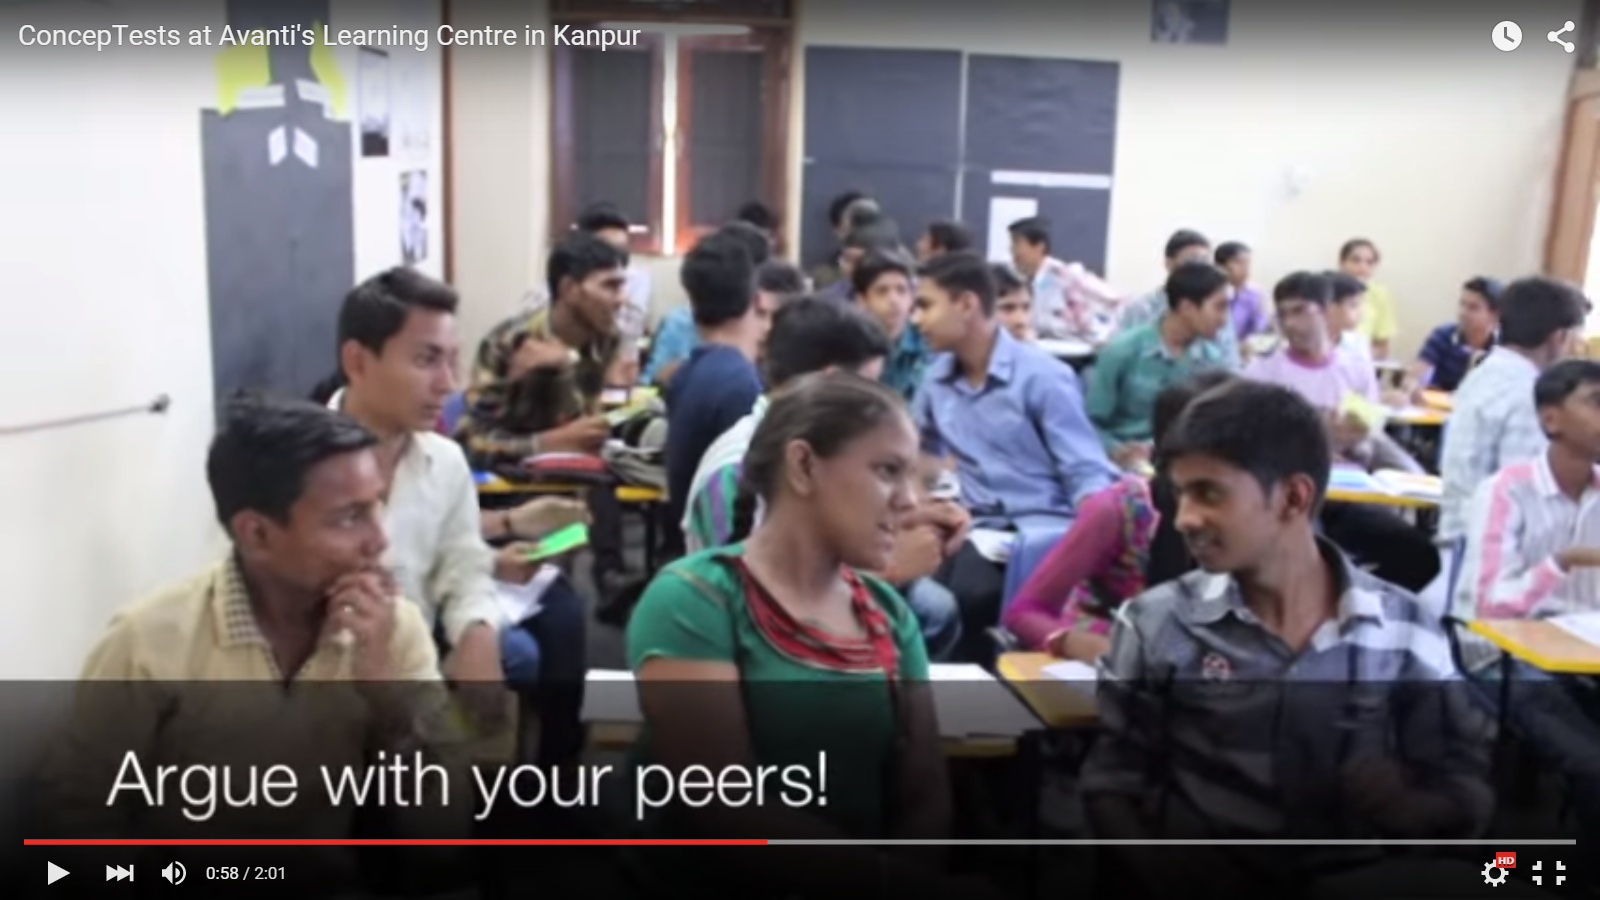 ConcepTests at Avanti's Learning Centre in Kanpur
Argue with your peers!
0:58 / 2:01
HD